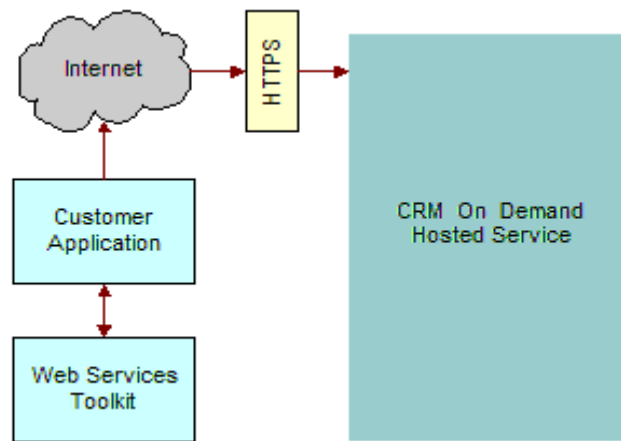 Internet
HTTPS
Customer
Application
CRM On Demand
Hosted Service
Web Services
Toolkit